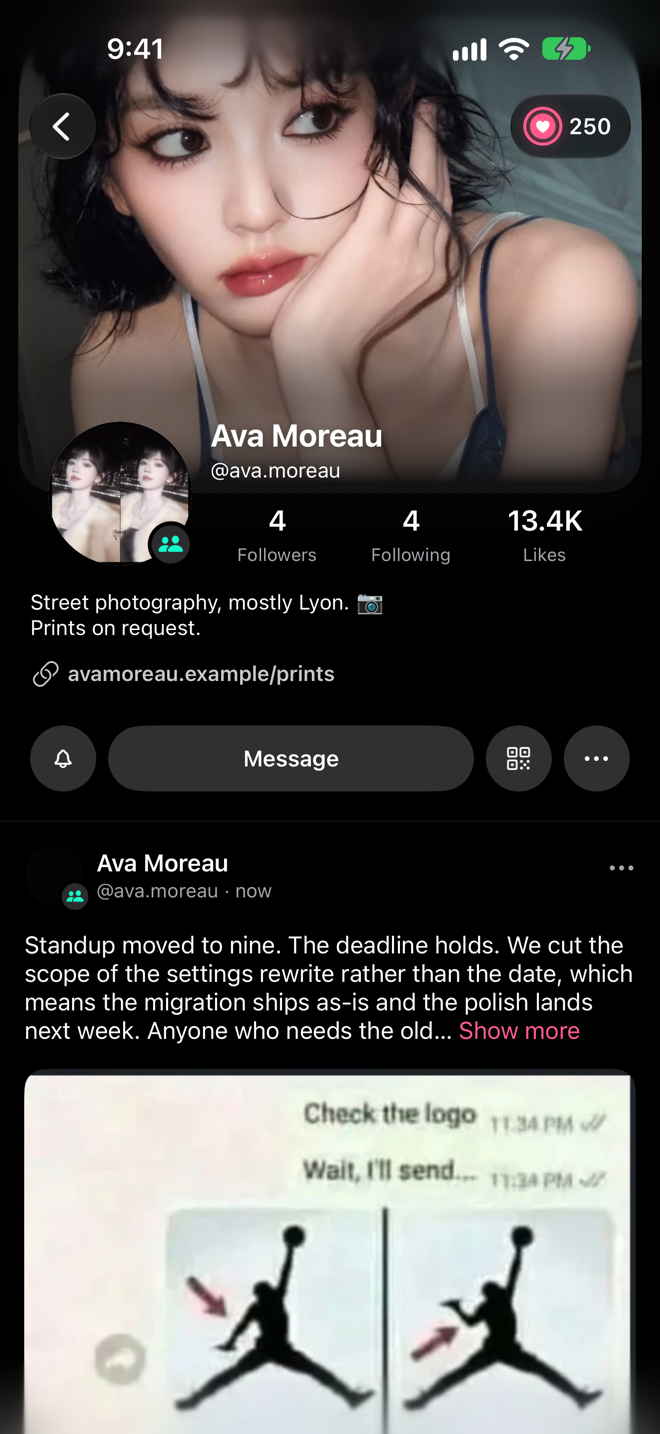 9:41
250
Ava Moreau
@ava.moreau
4 4 13.4K
Followers Following Likes
Street photography, mostly Lyon. 📷
Prints on request.
avamoreau.example/prints
Message
Ava Moreau
@ava.moreau · now
Standup moved to nine. The deadline holds. We cut the
scope of the settings rewrite rather than the date, which
means the migration ships as-is and the polish lands
next week. Anyone who needs the old... Show more
Check the logo 11:34 PM
Wait, I'll send... 11:34 PM